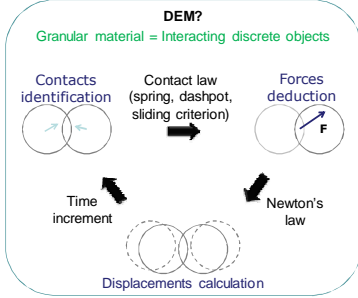 DEM?
Granular material = Interacting discrete objects
Contacts
identification
Contact law
(spring, dashpot,
sliding criterion)
Forces
deduction
F
Time
increment
Newton's
law
Displacements calculation